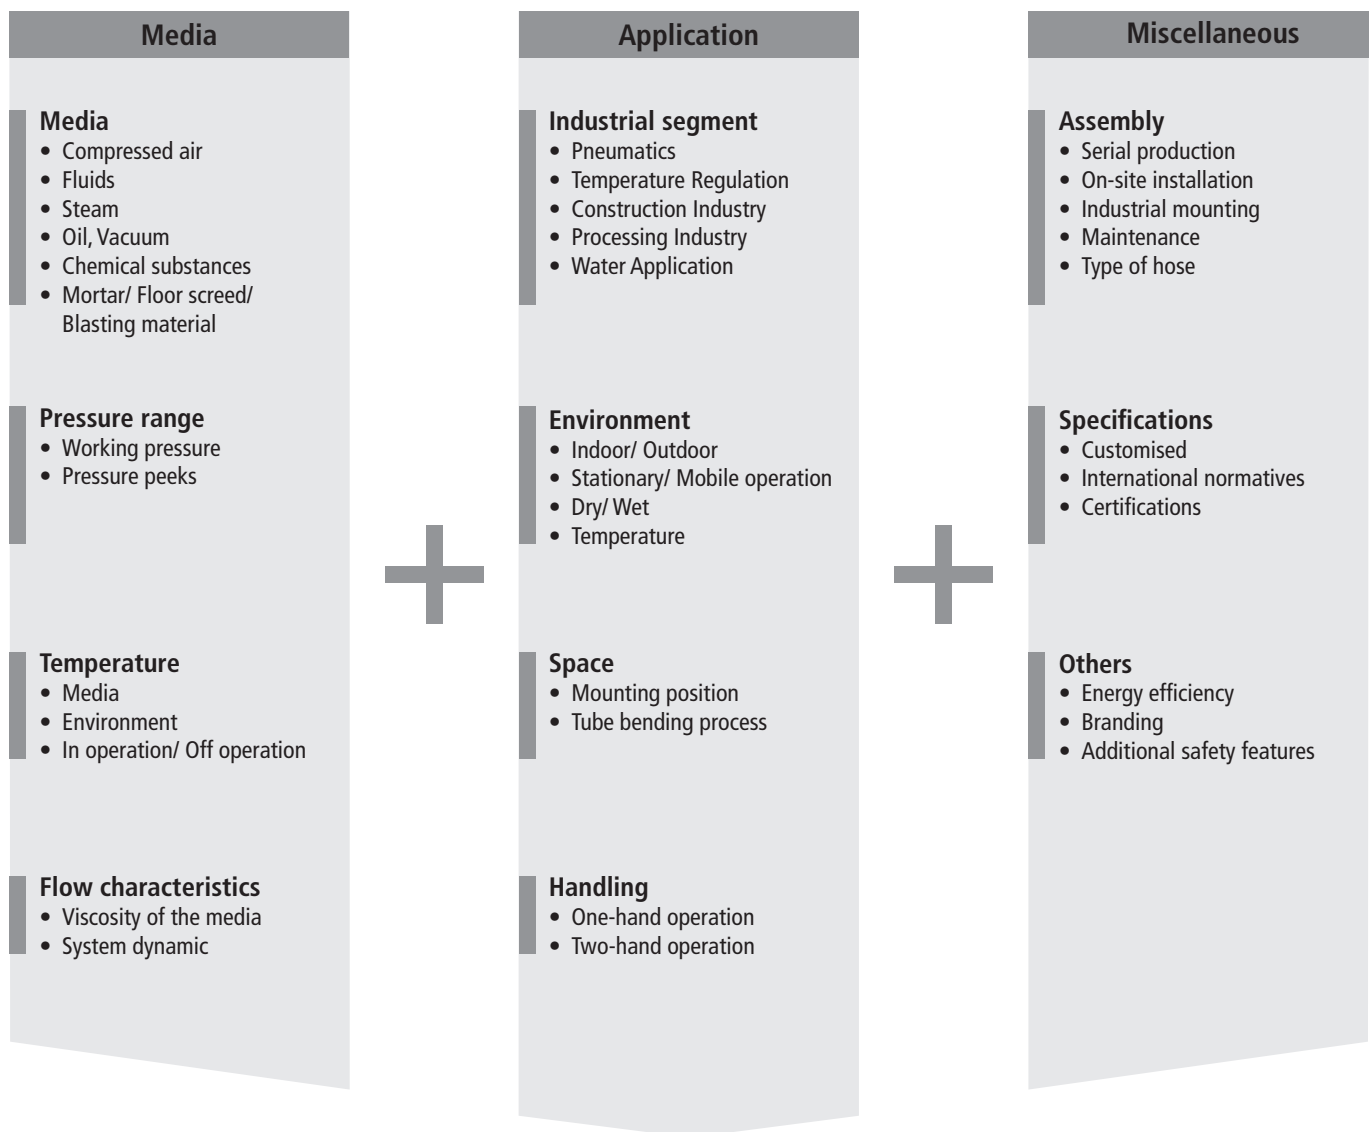 Media
Media
• Compressed air
• Fluids
• Steam
• Oil, Vacuum
• Chemical substances
• Mortar/ Floor screed/
Blasting material
Pressure range
• Working pressure
• Pressure peeks
Temperature
• Media
• Environment
• In operation/ Off operation
Flow characteristics
• Viscosity of the media
• System dynamic
Application
Industrial segment
• Pneumatics
• Temperature Regulation
• Construction Industry
• Processing Industry
• Water Application
Environment
• Indoor/ Outdoor
• Stationary/ Mobile operation
• Dry/ Wet
• Temperature
Space
• Mounting position
• Tube bending process
Handling
• One-hand operation
• Two-hand operation
Miscellaneous
Assembly
• Serial production
• On-site installation
• Industrial mounting
• Maintenance
• Type of hose
Specifications
• Customised
• International normatives
• Certifications
Others
• Energy efficiency
• Branding
• Additional safety features